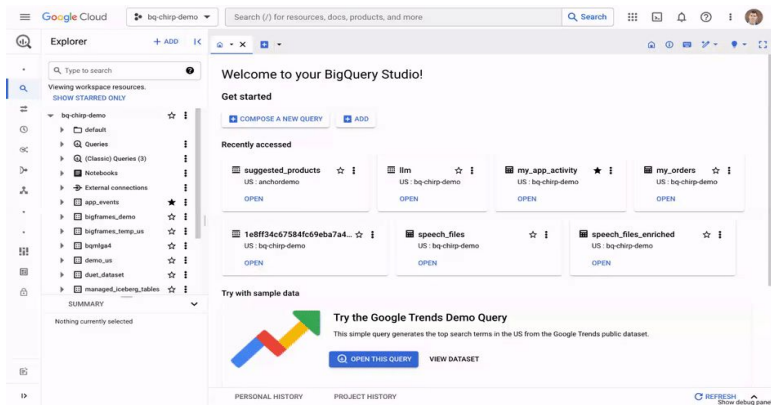 Google Cloud
bq-chirp-demo
Search (/) for resources, docs, products, and more
Search
Explorer
+ ADD
Type to search
Viewing workspace resources.
SHOW STARRED ONLY
bq-chirp-demo
default
Queries
(Classic) Queries (3)
Notebooks
External connections
app_events
bigframes_demo
bigframes_temp_us
bqmlga4
demo_us
duet_dataset
managed_iceberg_tables
SUMMARY
Nothing currently selected
Welcome to your BigQuery Studio!
Get started
COMPOSE A NEW QUERY
ADD
Recently accessed
suggested_products
US : anchordemo
OPEN
llm
US : bq-chirp-demo
OPEN
my_app_activity
US : bq-chirp-demo
OPEN
my_orders
US : bq-chirp-demo
OPEN
1e8ff34c67584fc69eba7a4...
US : bq-chirp-demo
OPEN
speech_files
US : bq-chirp-demo
OPEN
speech_files_enriched
US : bq-chirp-demo
OPEN
Try with sample data
Try the Google Trends Demo Query
This simple query generates the top search terms in the US from the Google Trends public dataset.
OPEN THIS QUERY
VIEW DATASET
PERSONAL HISTORY
PROJECT HISTORY
REFRESH
Show debug pane